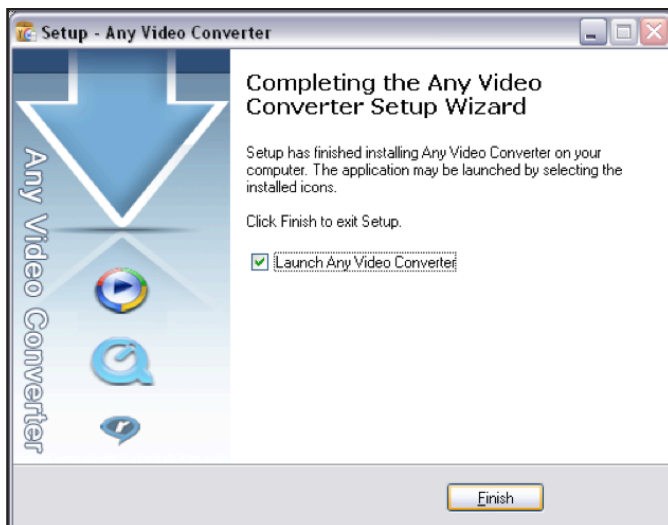 Setup - Any Video Converter
Completing the Any Video
Converter Setup Wizard
Setup has finished installing Any Video Converter on your
computer. The application may be launched by selecting the
installed icons.
Click Finish to exit Setup.
Launch Any Video Converter
Any Video Converter
Finish